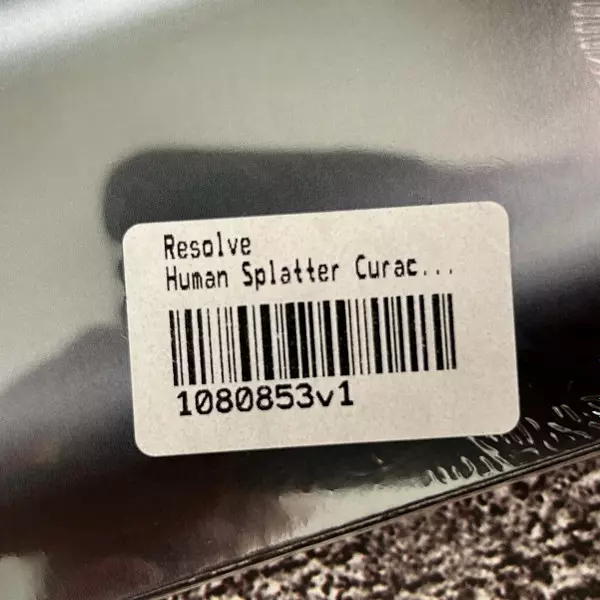 Resolve
Human Splatter Curac...
1080853v1